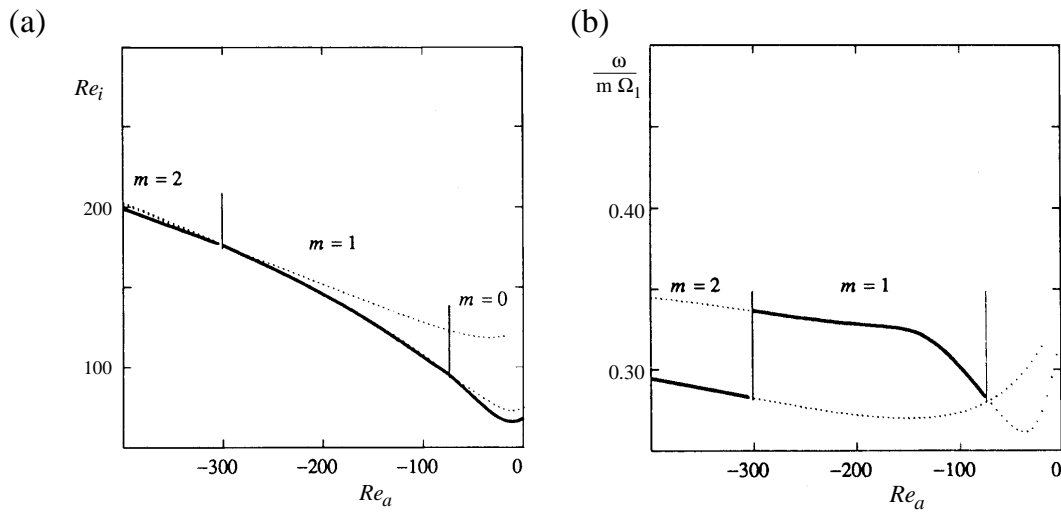 (a)
Re_i
200
100
m = 2
m = 1
m = 0
−300
−200
−100
0
Re_a
(b)
ω
m Ω₁
0.40
0.30
m = 2
m = 1
−300
−200
−100
0
Re_a